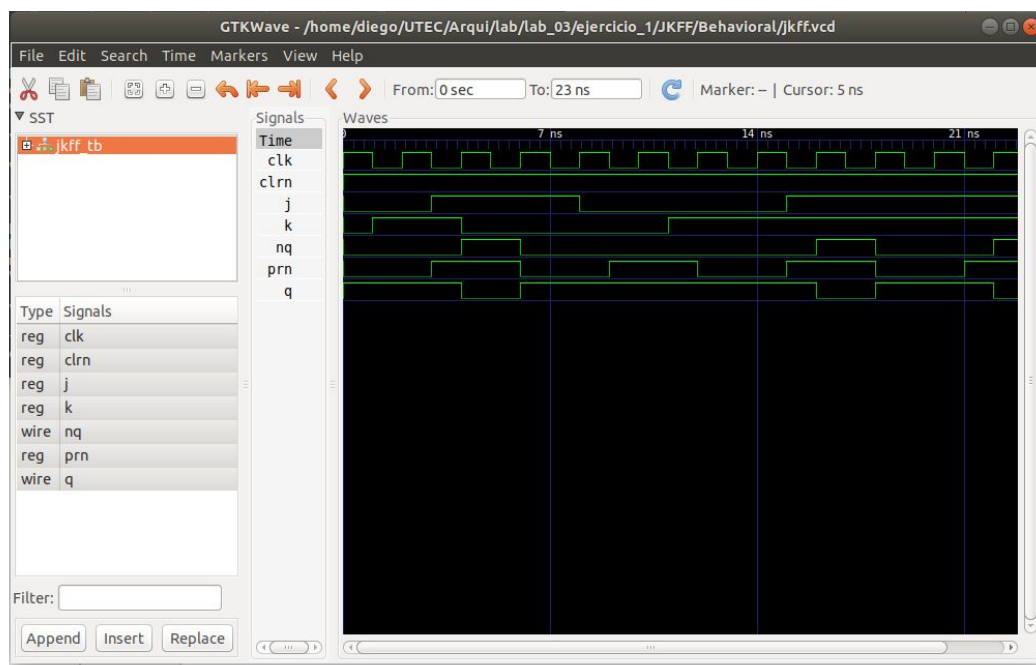 GTKWave - /home/diego/UTEC/Arqui/lab/lab_03/ejercicio_1/JKFF/Behavioral/jkff.vcd
File Edit Search Time Markers View Help
From: 0 sec To: 23 ns Marker: -- | Cursor: 5 ns
SST
jkff_tb
Type Signals
reg clk
reg clrn
reg j
reg k
wire nq
reg prn
wire q
Filter:
Append Insert Replace
Signals
Time
clk
clrn
j
k
nq
prn
q
Waves
7 ns 14 ns 21 ns